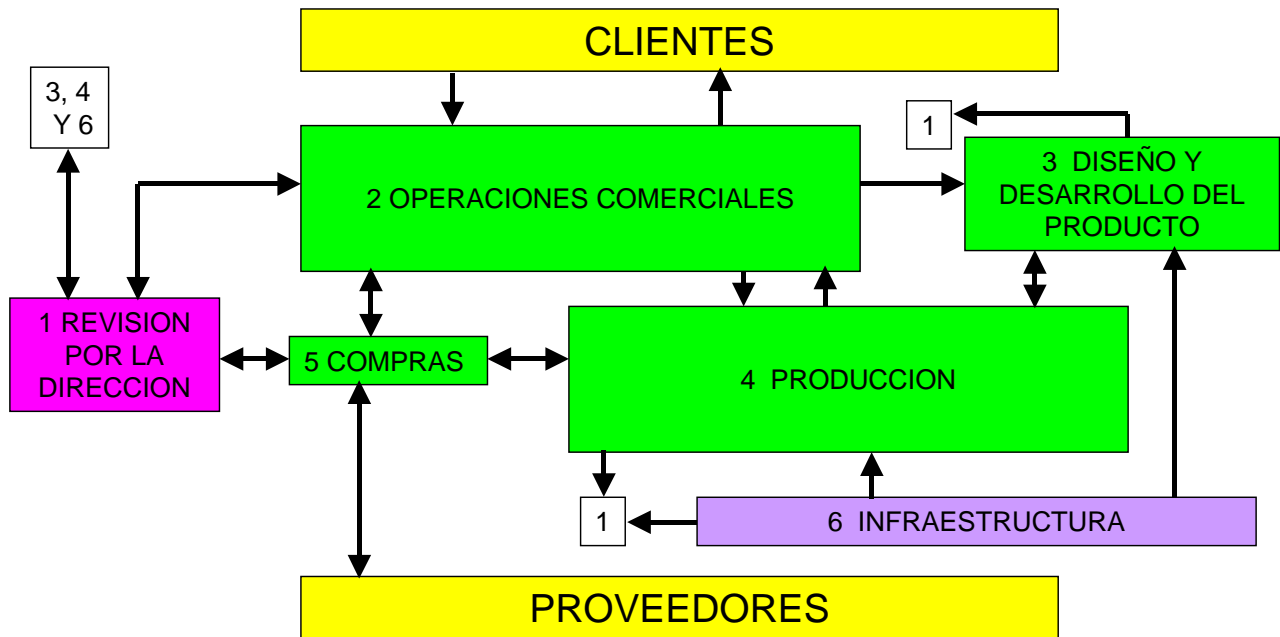 CLIENTES
3, 4
Y 6
1
3 DISEÑO Y
DESARROLLO DEL
PRODUCTO
2 OPERACIONES COMERCIALES
1 REVISION
POR LA
DIRECCION
5 COMPRAS
4 PRODUCCION
1
6 INFRAESTRUCTURA
PROVEEDORES